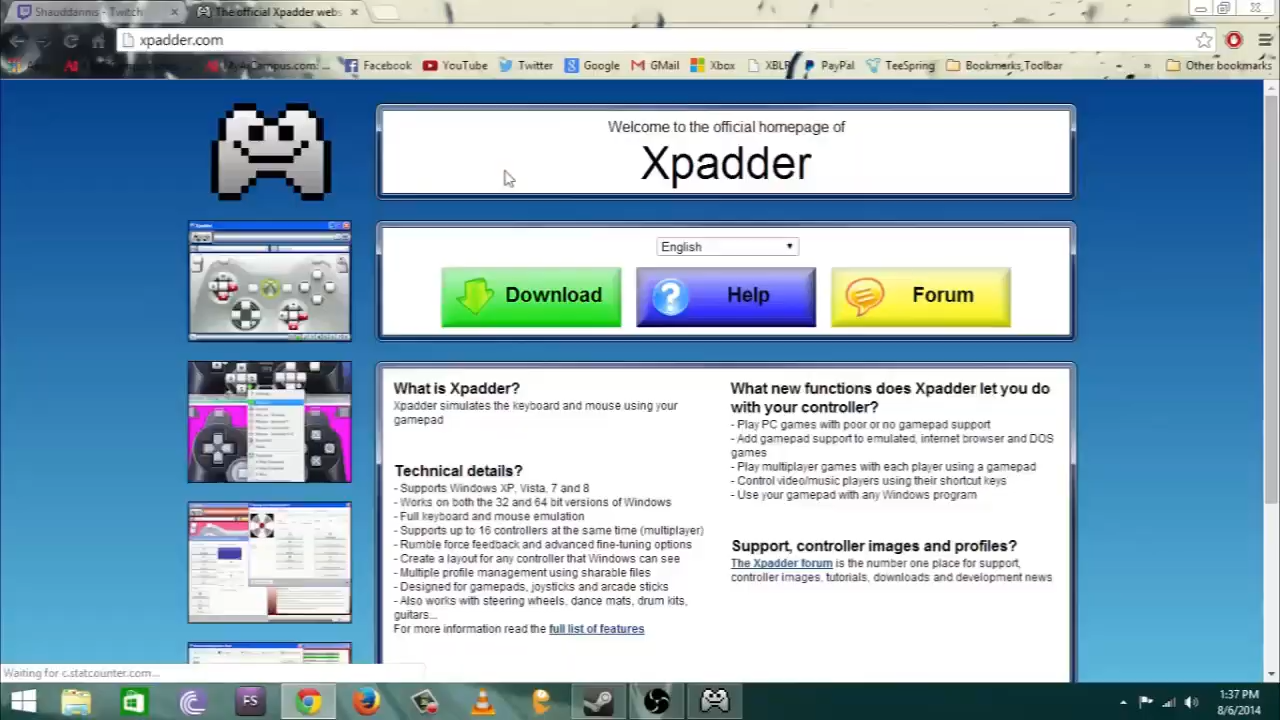 Shauddannis - Twitch
The official Xpadder webs
xpadder.com
Facebook
YouTube
Twitter
Google
GMail
Xbox
XBLR
PayPal
TeeSpring
Bookmarks_Toolbar
»
Other bookmarks
Welcome to the official homepage of
Xpadder
English
Download
Help
Forum
What is Xpadder?
Xpadder simulates the keyboard and mouse using your
gamepad
Technical details?
- Supports Windows XP, Vista, 7 and 8
- Works on both the 32 and 64 bit versions of Windows
- Full keyboard and mouse emulation
- Supports up to 16 controllers at the same time (multiplayer)
- Rumble force feedback and advanced fine-tuning options
- Create a layout for any controller that Windows can see
- Multiple profile management using sharable files
- Designed for gamepads, joysticks and arcade sticks
- Also works with steering wheels, dance mats, drum kits,
guitars...
For more information read the full list of features
What new functions does Xpadder let you do
with your controller?
- Play PC games with poor or no gamepad support
- Add gamepad support to emulated, internet browser and DOS
games
- Play multiplayer games with each player using a gamepad
- Control video/music players using their shortcut keys
- Use your gamepad with any Windows program
Support, controller images and profiles?
The Xpadder forum is the number one place for support,
controller images, tutorials, downloads and development news
Waiting for c.statcounter.com...
FS
1:37 PM
8/6/2014